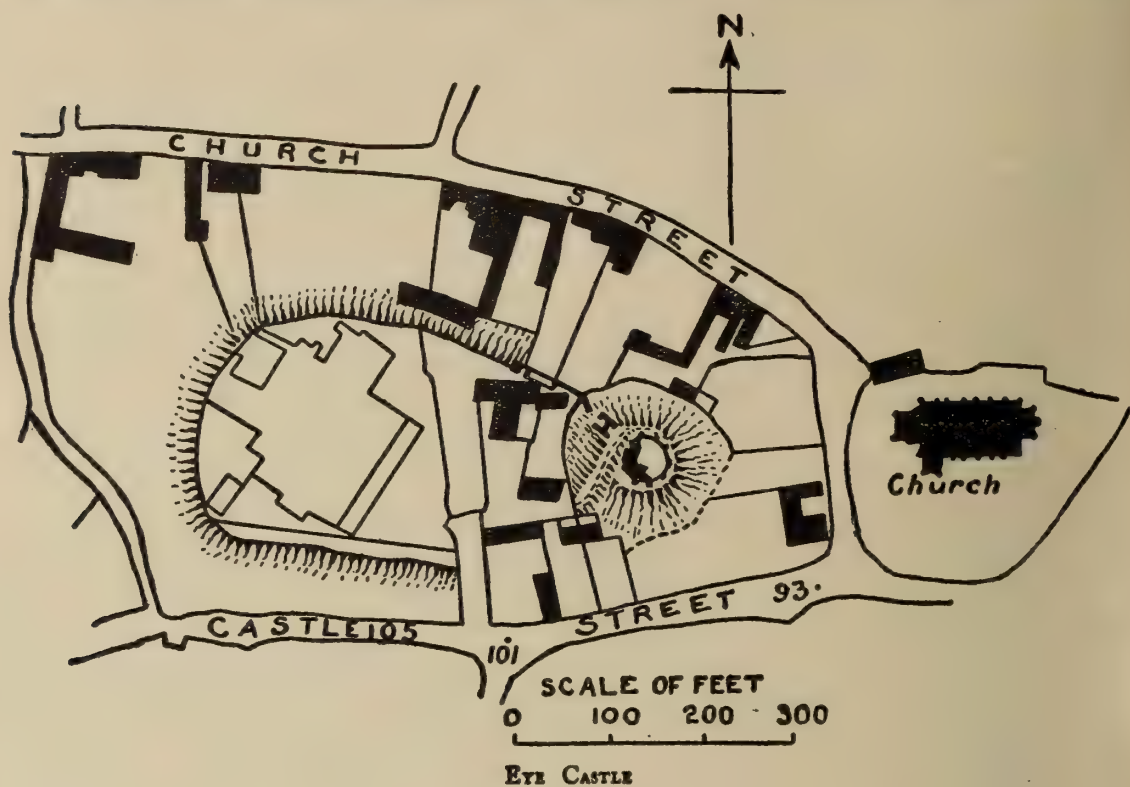 N.
CHURCH STREET
Church
CASTLE 105 STREET 93.
101
SCALE OF FEET
0 100 200 300
EYE CASTLE